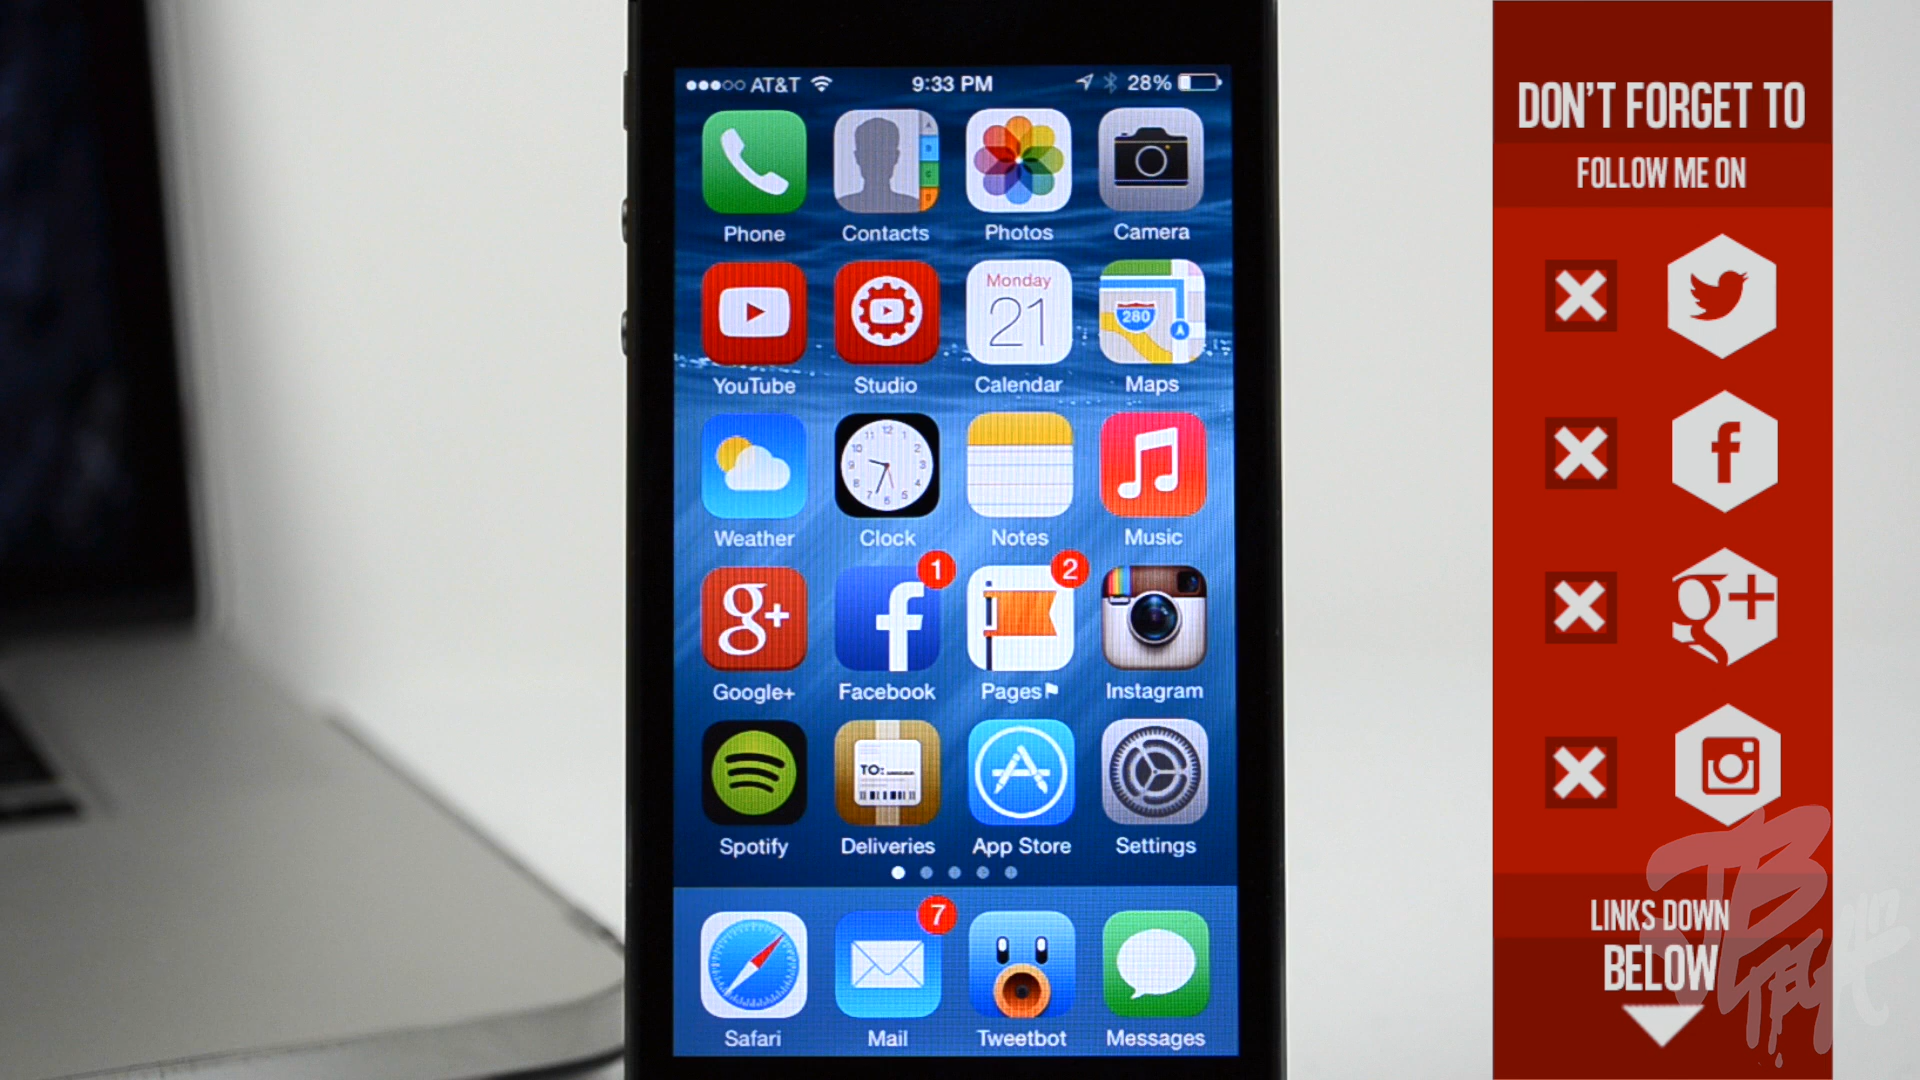 AT&T 9:33 PM 28%
Phone Contacts Photos Camera
Monday
21
280
YouTube Studio Calendar Maps
Weather Clock Notes Music
1 2
g+ f
Google+ Facebook Pages Instagram
TO:
Spotify Deliveries App Store Settings
7
Safari Mail Tweetbot Messages
DON'T FORGET TO
FOLLOW ME ON
f
g+
LINKS DOWN
BELOW
JB
TECH